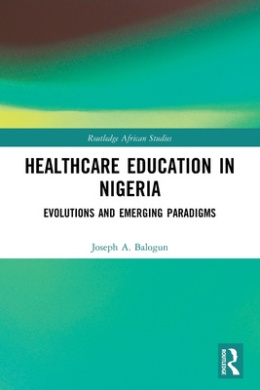 Routledge African Studies
HEALTHCARE EDUCATION IN
NIGERIA
EVOLUTIONS AND EMERGING PARADIGMS
Joseph A. Balogun
ROUTLEDGE